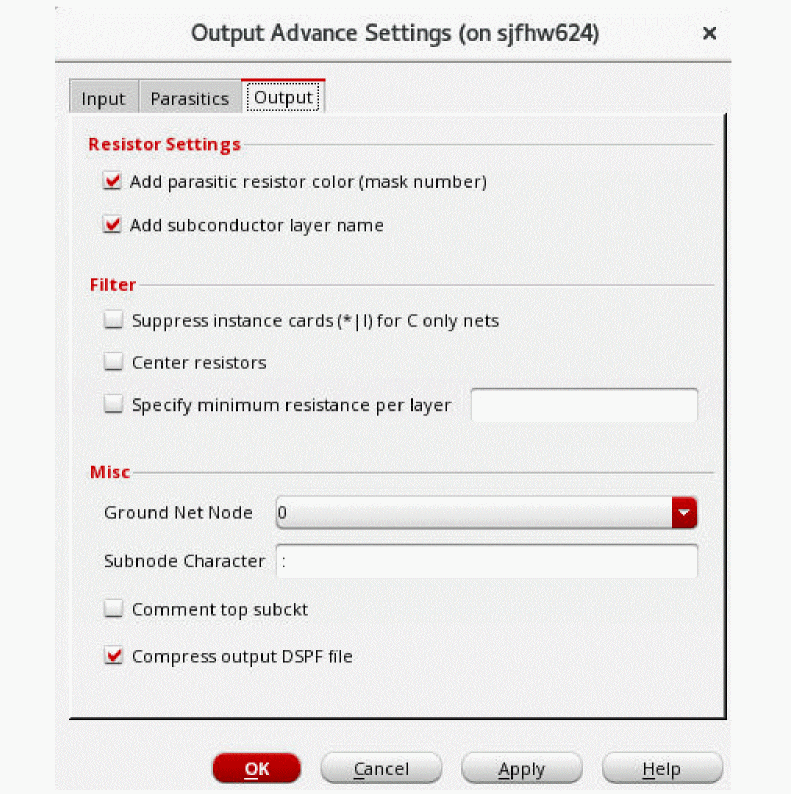 Output Advance Settings (on sjfhw624)
Input Parasitics Output
Resistor Settings
Add parasitic resistor color (mask number)
Add subconductor layer name
Filter
Suppress instance cards (*|I) for C only nets
Center resistors
Specify minimum resistance per layer
Misc
Ground Net Node 0
Subnode Character :
Comment top subckt
Compress output DSPF file
OK Cancel Apply Help